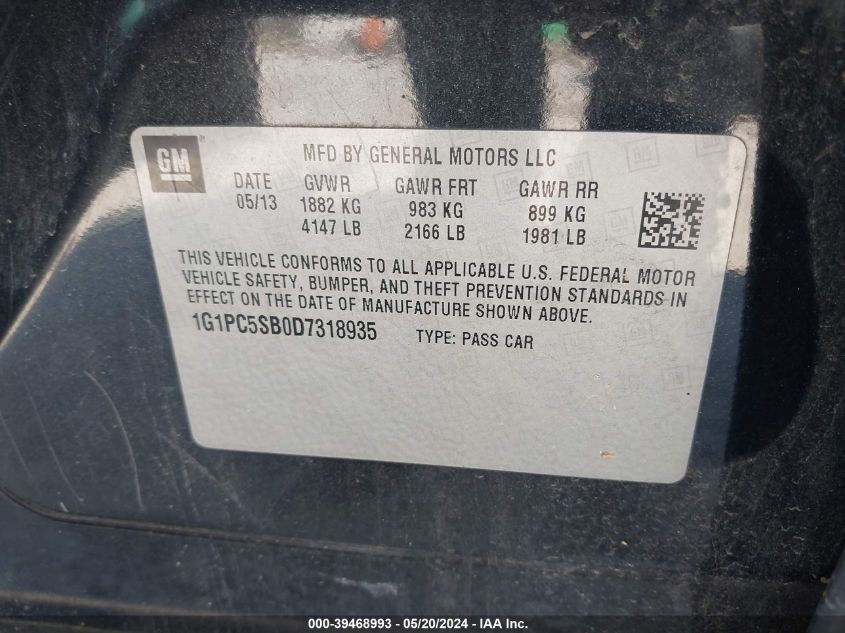 GM
MFD BY GENERAL MOTORS LLC
DATE GVWR GAWR FRT GAWR RR
05/13 1882 KG 983 KG 899 KG
4147 LB 2166 LB 1981 LB
THIS VEHICLE CONFORMS TO ALL APPLICABLE U.S. FEDERAL MOTOR
VEHICLE SAFETY, BUMPER, AND THEFT PREVENTION STANDARDS IN
EFFECT ON THE DATE OF MANUFACTURE SHOWN ABOVE.
1G1PC5SB0D7318935 TYPE: PASS CAR
000-39468993 — 05/20/2024 — IAA Inc.